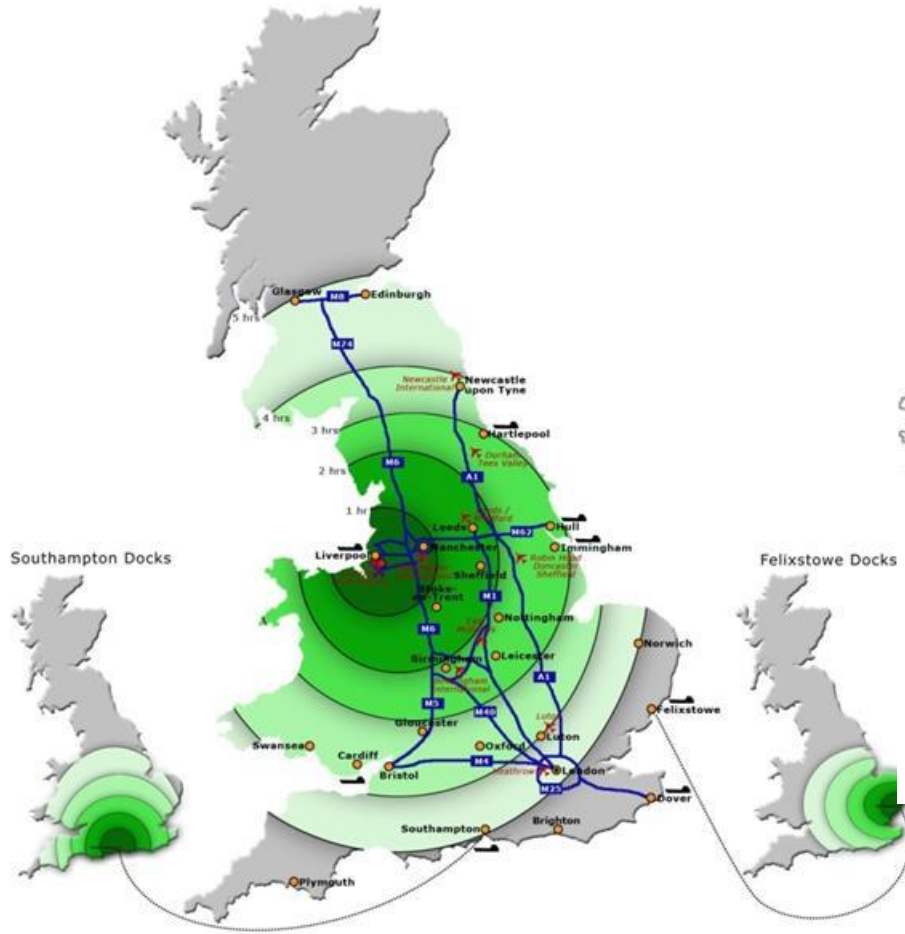 Glasgow
M8
Edinburgh
5 hrs
M74
Newcastle
International
Newcastle
upon Tyne
4 hrs
3 hrs
Hartlepool
2 hrs
M6
Durham
Tees Valley
A1
1 hr
Leeds
M62
Hull
Liverpool
Manchester
Immingham
Sheffield
Robin Hood
Doncaster
Sheffield
Southampton Docks
Felixstowe Docks
Stoke-
on-Trent
M1
Nottingham
M6
Norwich
Birmingham
Leicester
International
A1
M5
M40
Felixstowe
Gloucester
Luton
Luton
Swansea
Oxford
Cardiff
Bristol
M4
Heathrow
London
M25
Dover
Southampton
Brighton
Plymouth